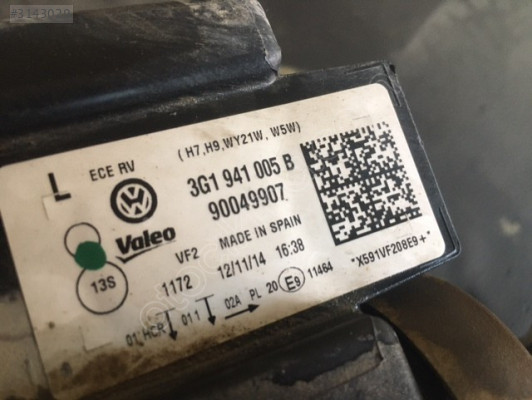 #3143020
(H7,H9,WY21W, W5W)
L ECE RV
3G1 941 005 B
90049907
Valeo
VF2 MADE IN SPAIN
13S 1172 12/11/14 16:38
01 HCR 01 1 02A PL 20 E9 11464
*X591VF208E9+*